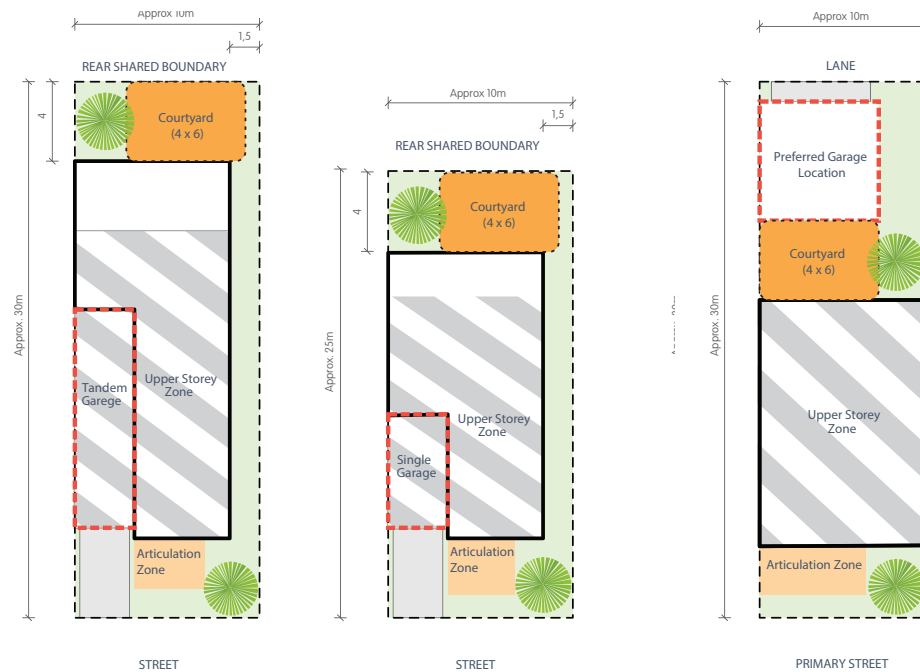 Approx 10m
1,5
REAR SHARED BOUNDARY
4
Courtyard
(4 x 6)
Approx. 30m
Tandem
Garege
Upper Storey
Zone
Articulation
Zone
STREET
Approx 10m
1,5
REAR SHARED BOUNDARY
4
Courtyard
(4 x 6)
Approx. 25m
Single
Garage
Upper Storey
Zone
Articulation
Zone
STREET
Approx 10m
LANE
Preferred Garage
Location
Courtyard
(4 x 6)
Approx. 30m
Upper Storey
Zone
Articulation Zone
PRIMARY STREET